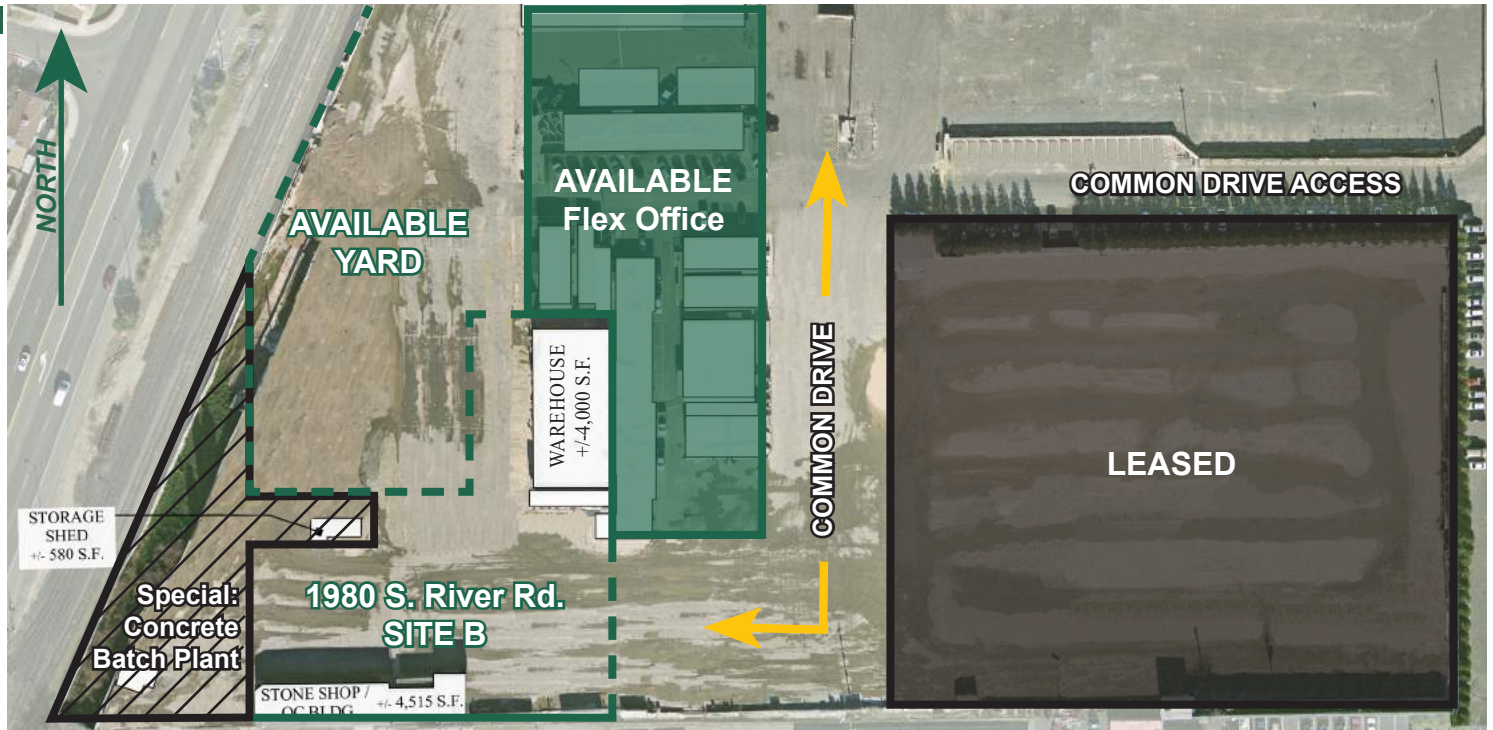 NORTH
AVAILABLE
YARD
AVAILABLE
Flex Office
COMMON DRIVE ACCESS
WAREHOUSE
+/-4,000 S.F.
COMMON DRIVE
LEASED
STORAGE
SHED
+/- 580 S.F.
Special:
Concrete
Batch Plant
1980 S. River Rd.
SITE B
STONE SHOP /
QC BLDG
+/- 4,515 S.F.